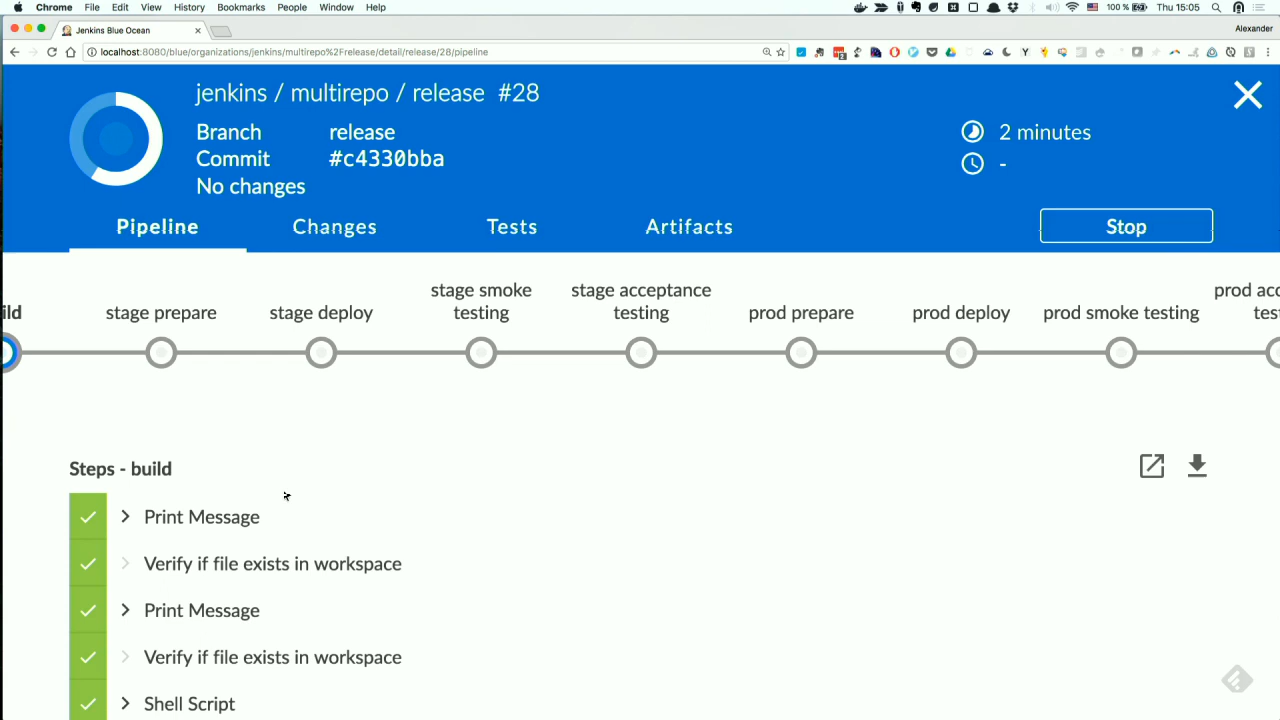 Chrome File Edit View History Bookmarks People Window Help 100 % Thu 15:05
Jenkins Blue Ocean Alexander
localhost:8080/blue/organizations/jenkins/multirepo%2Frelease/detail/release/28/pipeline
jenkins / multirepo / release #28
Branch release 2 minutes
Commit #c4330bba -
No changes
Pipeline Changes Tests Artifacts Stop
stage smoke stage acceptance prod acc
ild stage prepare stage deploy testing testing prod prepare prod deploy prod smoke testing test
Steps - build
Print Message
Verify if file exists in workspace
Print Message
Verify if file exists in workspace
Shell Script